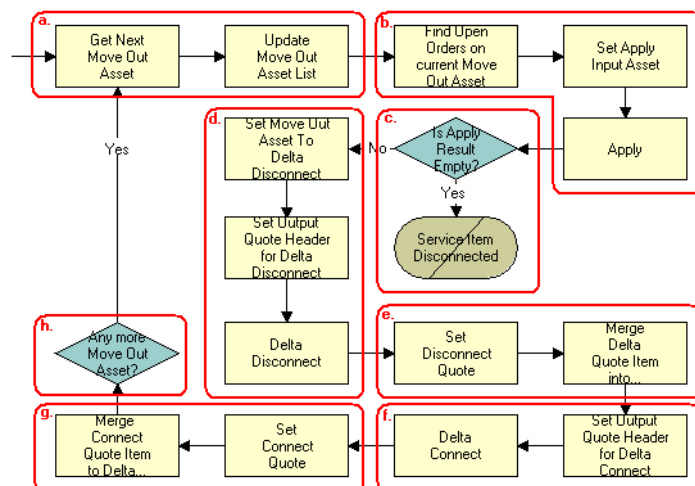 a.
Get Next
Move Out
Asset
Update
Move Out
Asset List
b.
Find Open
Orders on
current Move
Out Asset
Set Apply
Input Asset
Apply
c.
Is Apply
Result
Empty?
No
Yes
Service Item
Disconnected
d.
Set Move Out
Asset To
Delta
Disconnect
Set Output
Quote Header
for Delta
Disconnect
Delta
Disconnect
e.
Set
Disconnect
Quote
Merge
Delta
Quote Item
into...
f.
Set Output
Quote Header
for Delta
Connect
Delta
Connect
g.
Set
Connect
Quote
Merge
Connect
Quote Item
to Delta...
h.
Any more
Move Out
Asset?
Yes